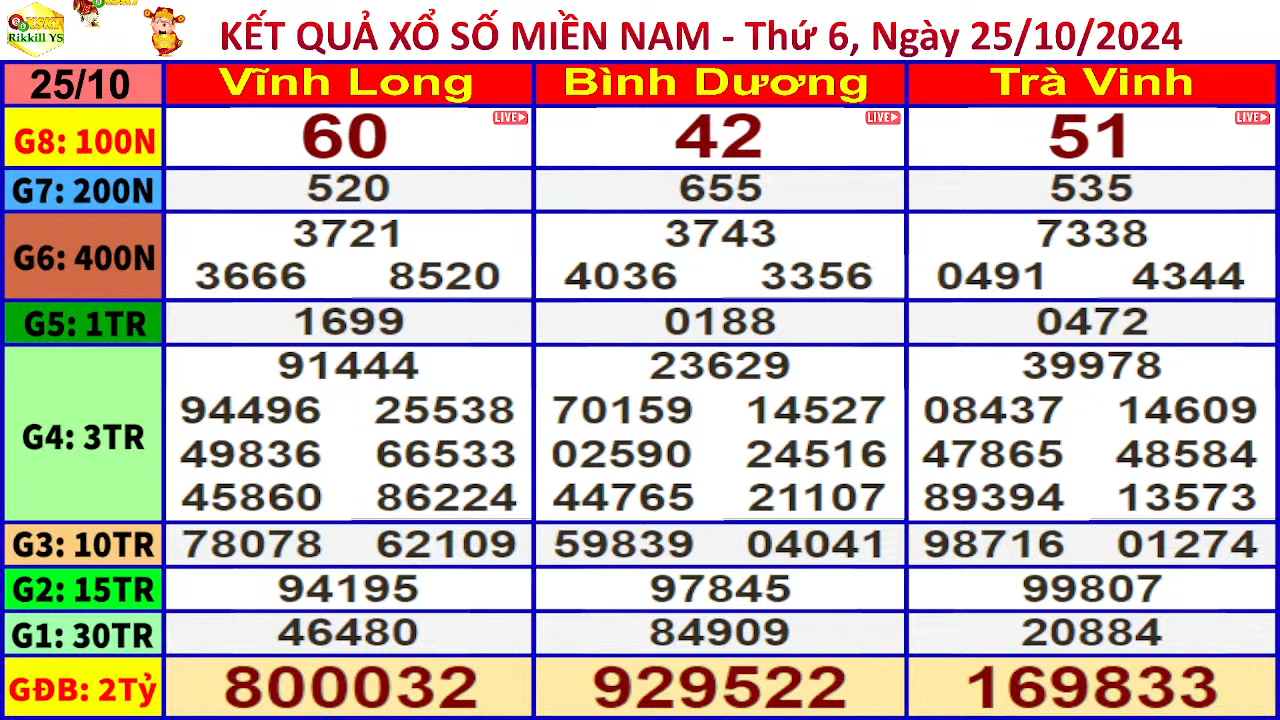 XSKT
Rikkill YS
KẾT QUẢ XỔ SỐ MIỀN NAM - Thứ 6, Ngày 25/10/2024
25/10 Vĩnh Long Bình Dương Trà Vinh
LIVE LIVE LIVE
G8: 100N 60 42 51
G7: 200N 520 655 535
3721 3743 7338
G6: 400N
3666 8520 4036 3356 0491 4344
G5: 1TR 1699 0188 0472
91444 23629 39978
94496 25538 70159 14527 08437 14609
G4: 3TR
49836 66533 02590 24516 47865 48584
45860 86224 44765 21107 89394 13573
G3: 10TR 78078 62109 59839 04041 98716 01274
G2: 15TR 94195 97845 99807
G1: 30TR 46480 84909 20884
GĐB: 2Tỷ 800032 929522 169833